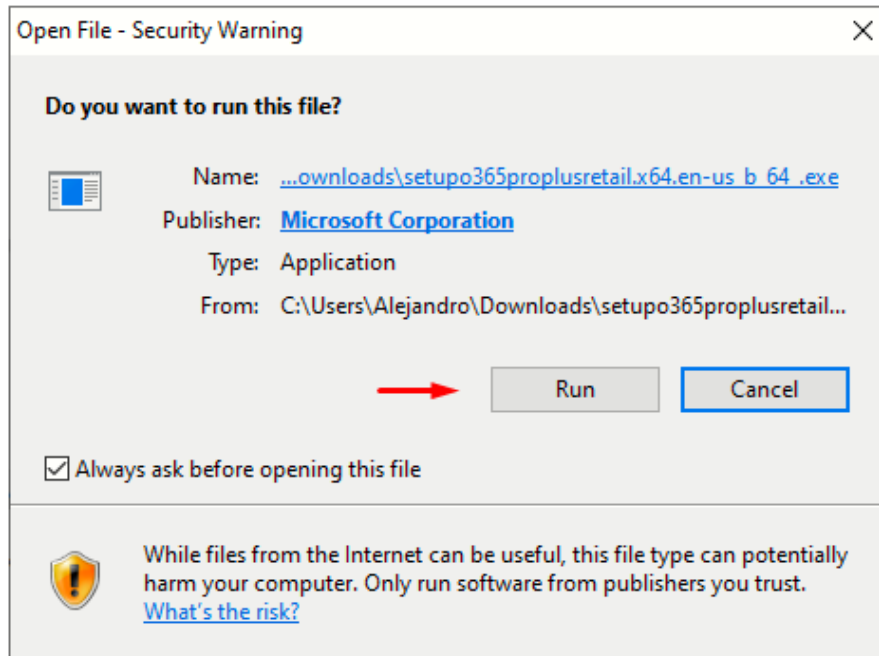 Open File - Security Warning
Do you want to run this file?
Name: ...ownloads\setupo365proplusretail.x64.en-us_b_64_.exe
Publisher: Microsoft Corporation
Type: Application
From: C:\Users\Alejandro\Downloads\setupo365proplusretail...
Run Cancel
Always ask before opening this file
While files from the Internet can be useful, this file type can potentially
harm your computer. Only run software from publishers you trust.
What's the risk?